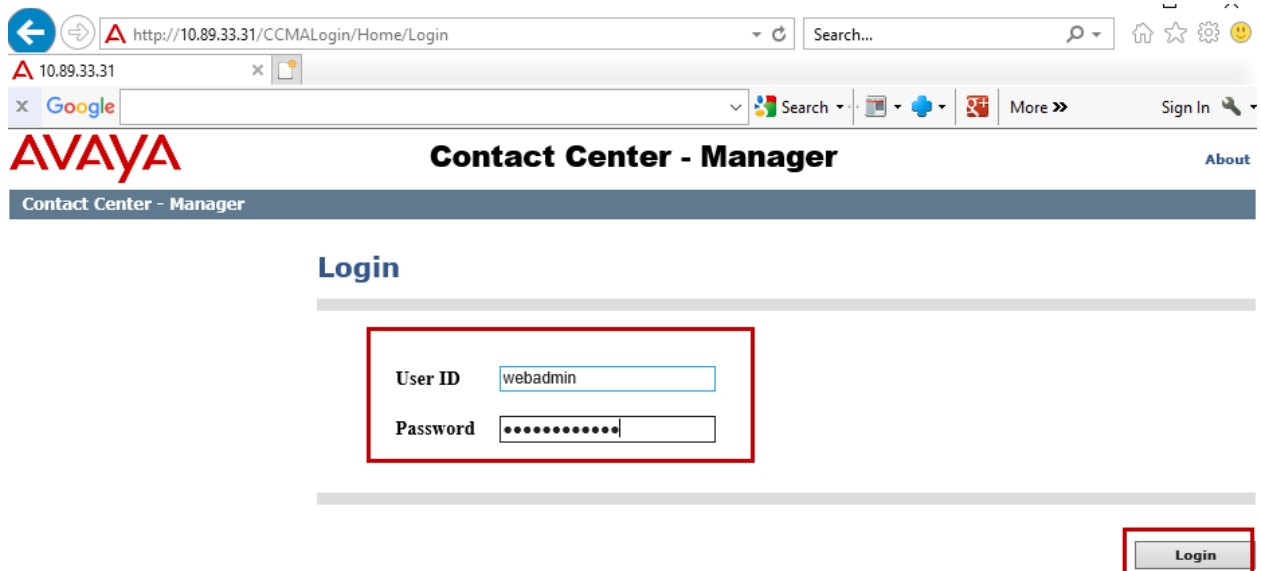 http://10.89.33.31/CCMALogin/Home/Login
Search...
10.89.33.31
Google
Search
More »
Sign In
AVAYA
Contact Center - Manager
About
Contact Center - Manager
Login
User ID
webadmin
Password
••••••••••••
Login